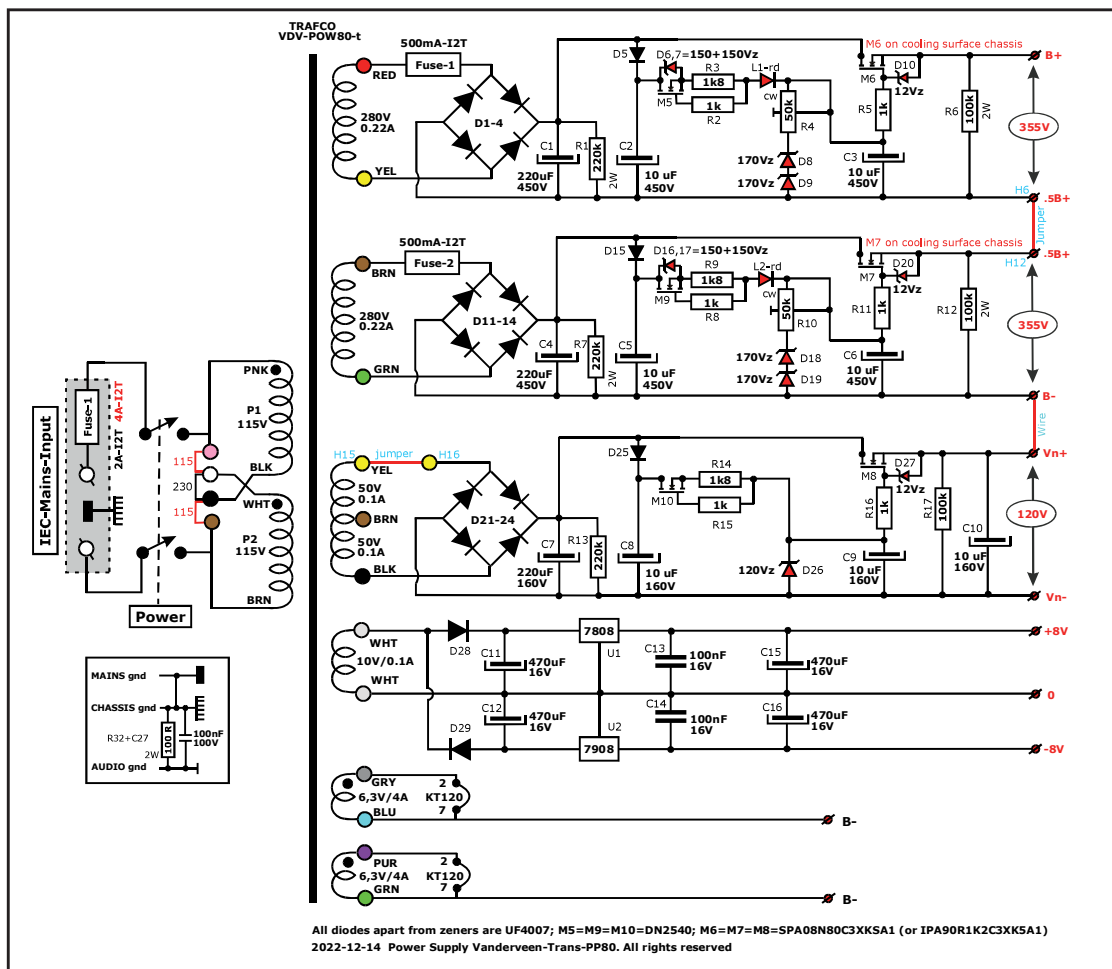 TRAFCO
VDV-POW80-t
500mA-I2T
Fuse-1
RED
280V
0.22A
YEL
D1-4
C1
220uF
450V
R1
220k
2W
D5
C2
10 uF
450V
D6,7=150+150Vz
M5
R3
1k8
1k
R2
L1-rd
cw
50k
R4
170Vz
D8
170Vz
D9
M6 on cooling surface chassis
M6
D10
12Vz
R5
1k
C3
10 uF
450V
R6
100k
2W
B+
355V
H6
.5B+
Jumper
500mA-I2T
Fuse-2
BRN
280V
0.22A
GRN
D11-14
C4
220uF
450V
R7
220k
2W
D15
C5
10 uF
450V
D16,17=150+150Vz
M9
R9
1k8
1k
R8
L2-rd
cw
50k
R10
170Vz
D18
170Vz
D19
M7 on cooling surface chassis
M7
D20
12Vz
R11
1k
C6
10 uF
450V
R12
100k
2W
H12
.5B+
355V
B-
Wire
IEC-Mains-Input
Fuse-1
2A-I2T
4A-I2T
Power
115
230
115
PNK
P1
115V
BLK
WHT
P2
115V
BRN
H15
jumper
H16
YEL
50V
0.1A
BRN
50V
0.1A
BLK
D21-24
C7
220uF
160V
R13
220k
D25
C8
10 uF
160V
M10
R14
1k8
1k
R15
120Vz
D26
M8
D27
12Vz
R16
1k
C9
10 uF
160V
R17
100k
C10
10 uF
160V
Vn+
120V
Vn-
WHT
10V/0.1A
WHT
D28
D29
C11
470uF
16V
C12
470uF
16V
7808
U1
U2
7908
C13
100nF
16V
C14
100nF
16V
C15
470uF
16V
C16
470uF
16V
+8V
0
-8V
MAINS gnd
CHASSIS gnd
R32+C27
2W
100 R
100nF
100V
AUDIO gnd
GRY
6,3V/4A
BLU
2
KT120
7
B-
PUR
6,3V/4A
GRN
2
KT120
7
B-
All diodes apart from zeners are UF4007; M5=M9=M10=DN2540; M6=M7=M8=SPA08N80C3XKSA1 (or IPA90R1K2C3XK5A1)
2022-12-14 Power Supply Vanderveen-Trans-PP80. All rights reserved